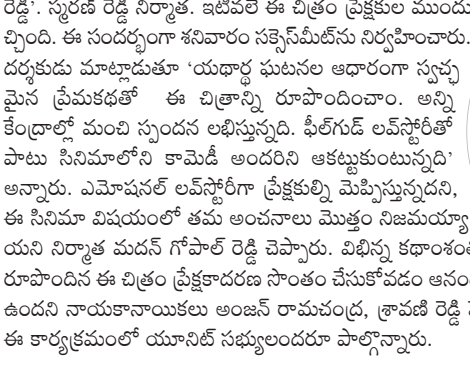 రెడ్డి'. స్మరణ్ రెడ్డి నిర్మాత. ఇటీవలే ఈ చిత్రం ప్రేక్షకుల ముందు
చ్చింది. ఈ సందర్భంగా శనివారం సక్సెస్‌మీట్‌ను నిర్వహించారు.
దర్శకుడు మాట్లాడుతూ 'యథార్థ ఘటనల ఆధారంగా స్వచ్ఛ
మైన ప్రేమకథతో ఈ చిత్రాన్ని రూపొందించాం. అన్ని
కేంద్రాల్లో మంచి స్పందన లభిస్తున్నది. ఫీల్‌గుడ్ లవ్‌స్టోరీతో
పాటు సినిమాలోని కామెడీ అందరిని ఆకట్టుకుంటున్నది'
అన్నారు. ఎమోషనల్ లవ్‌స్టోరీగా ప్రేక్షకుల్ని మెప్పిస్తున్నదని,
ఈ సినిమా విషయంలో తమ అంచనాలు మొత్తం నిజమయ్యా
యని నిర్మాత మదన్ గోపాల్ రెడ్డి చెప్పారు. విభిన్న కథాంశం
రూపొందిన ఈ చిత్రం ప్రేక్షకాదరణ సొంతం చేసుకోవడం ఆనం
ఉందని నాయకానాయికలు అంజన్ రామచంద్ర, శ్రావణి రెడ్డి
ఈ కార్యక్రమంలో యూనిట్ సభ్యులందరూ పాల్గొన్నారు.